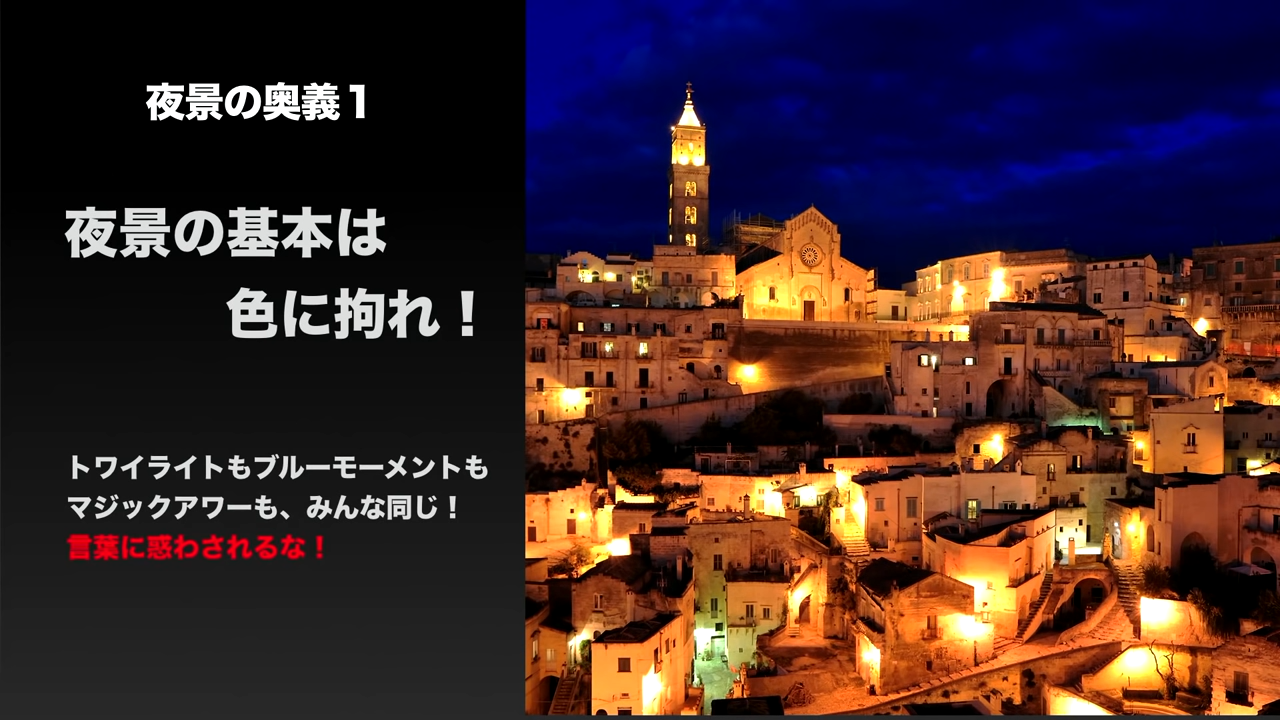 夜景の奥義１
夜景の基本は
色に拘れ！
トワイライトもブルーモーメントも
マジックアワーも、みんな同じ！
言葉に惑わされるな！